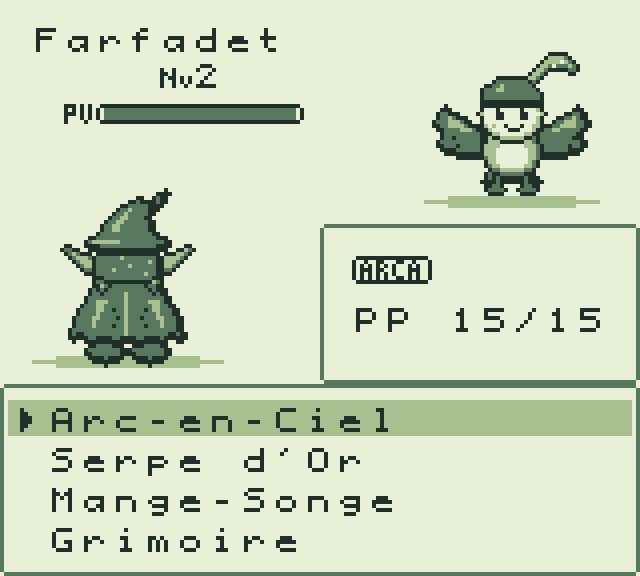 Farfadet
Nv2
PV
ARCA
PP 15/15
Arc-en-Ciel
Serpe d'Or
Mange-Songe
Grimoire